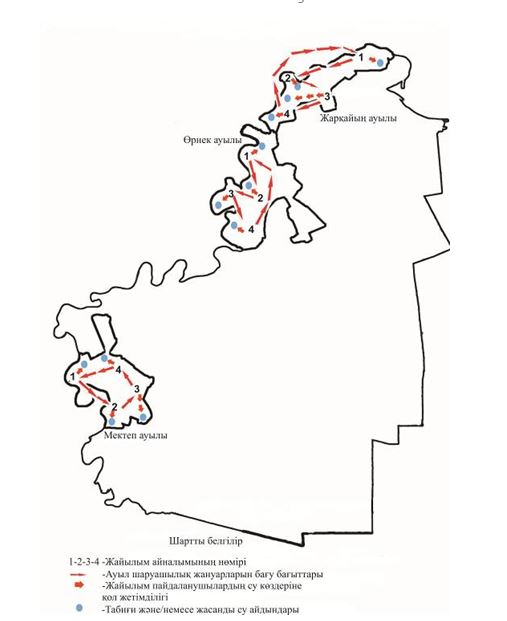 1
2
3
4
Жарқайың ауылы
Өрнек ауылы
1
3
2
4
1
4
3
2
Мектеп ауылы
Шартты белгілір
1-2-3-4 -Жайылым айналымының нөмірі
-Ауыл шаруашылық жануарларын бағу бағыттары
-Жайылым пайдаланушылардың су көздеріне
қол жетімділігі
-Табиғи және/немесе жасанды су айдындары